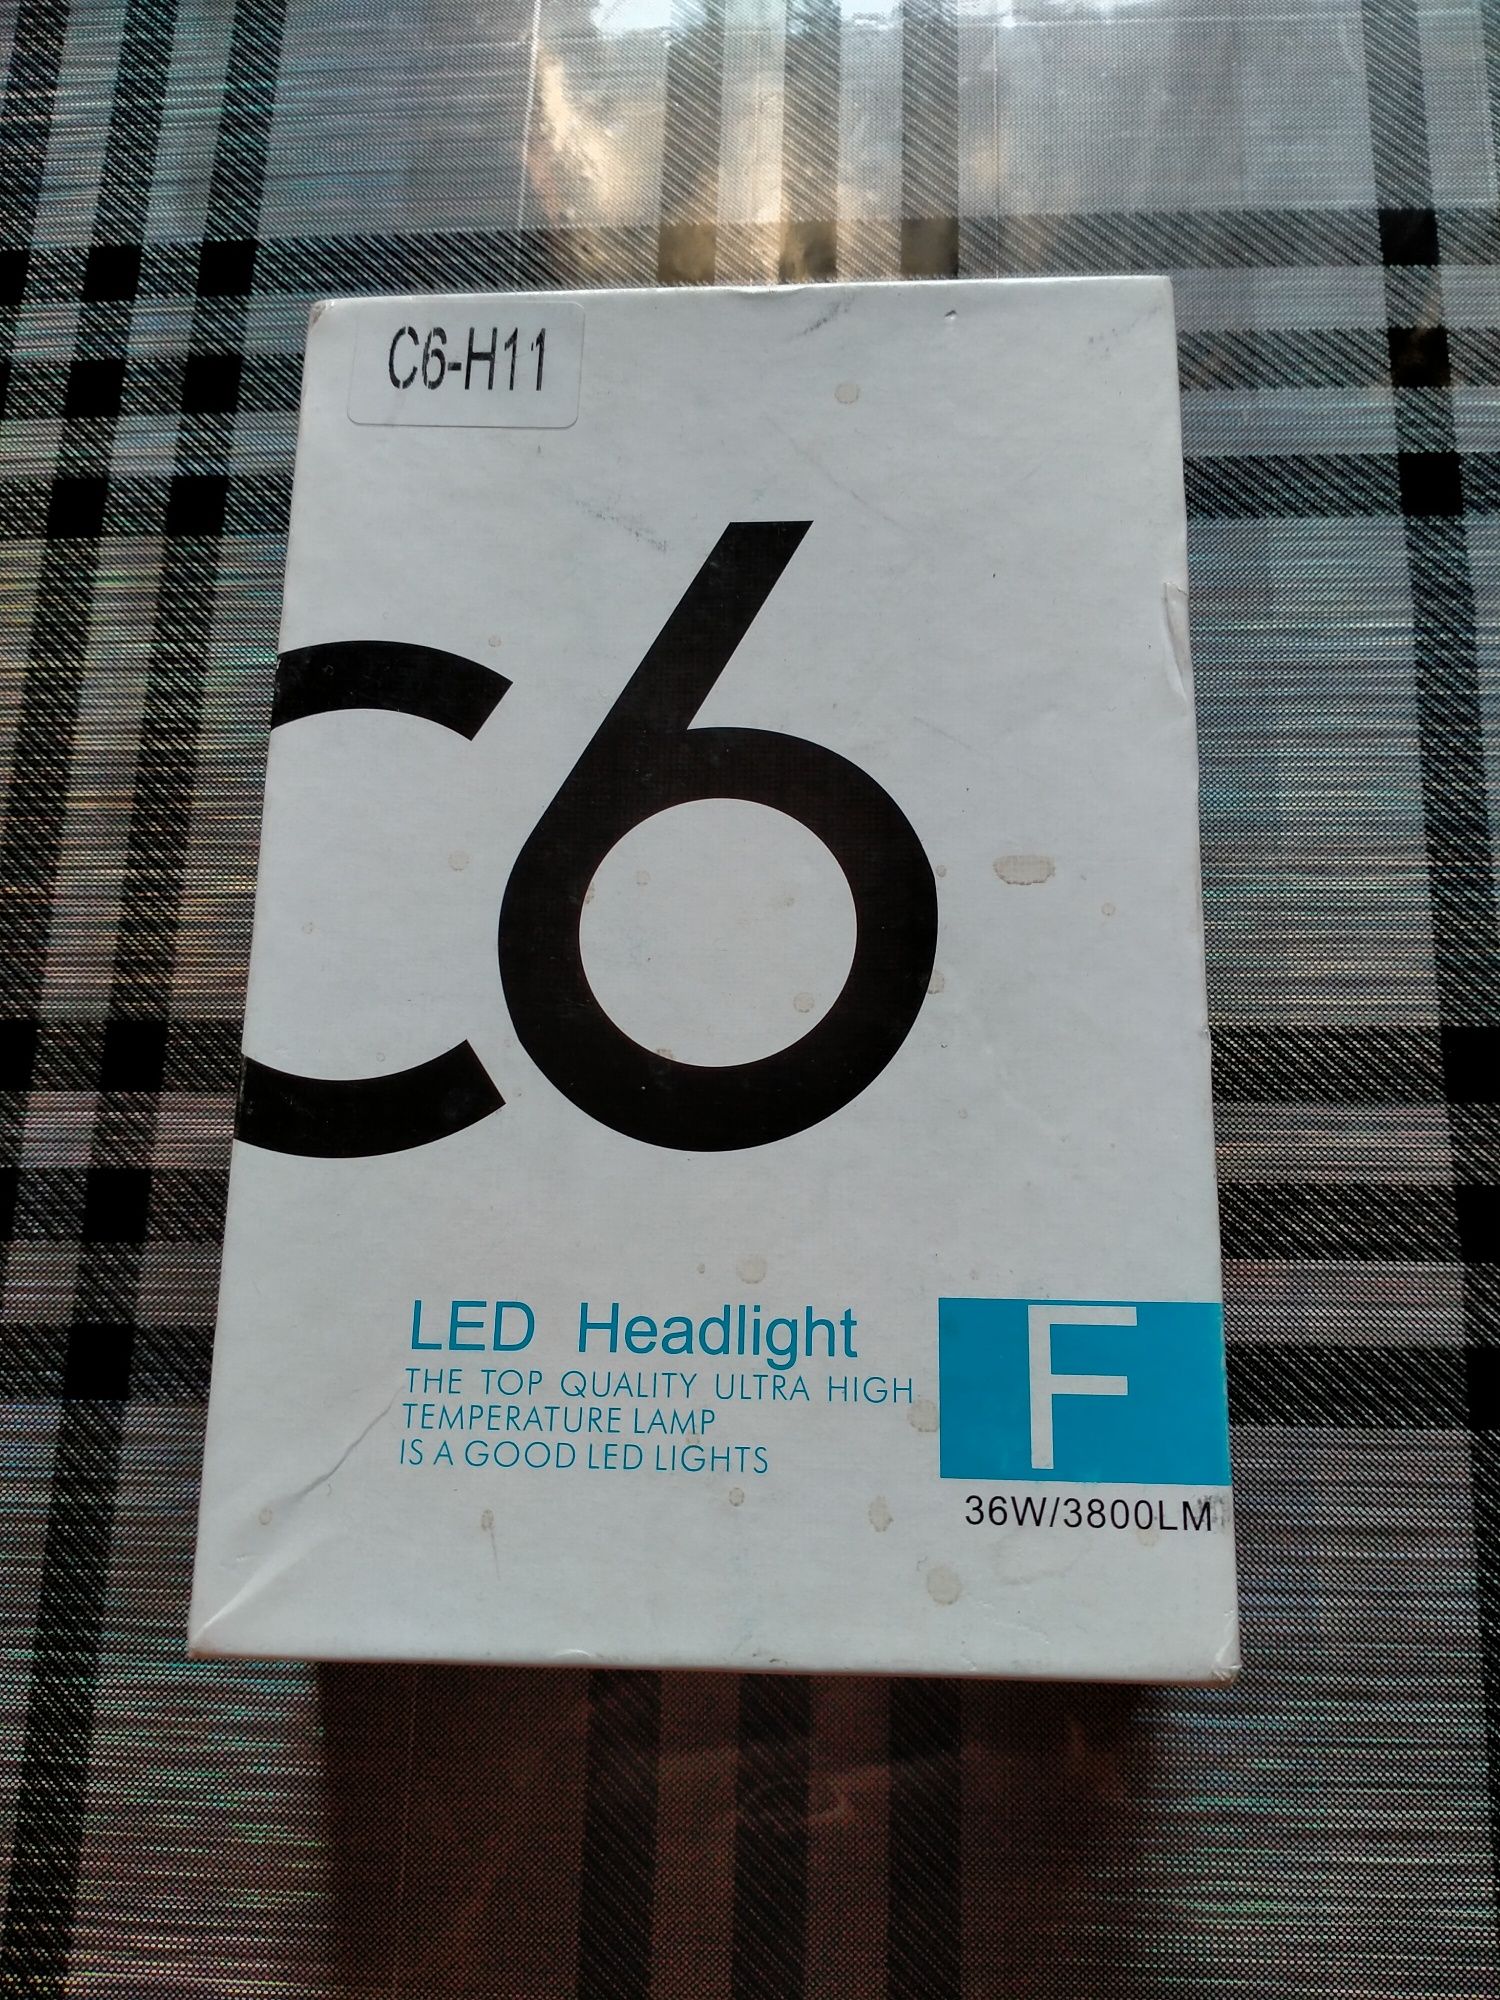 C6-H11
C6
LED Headlight
THE TOP QUALITY ULTRA HIGH
TEMPERATURE LAMP
IS A GOOD LED LIGHTS
F
36W/3800LM